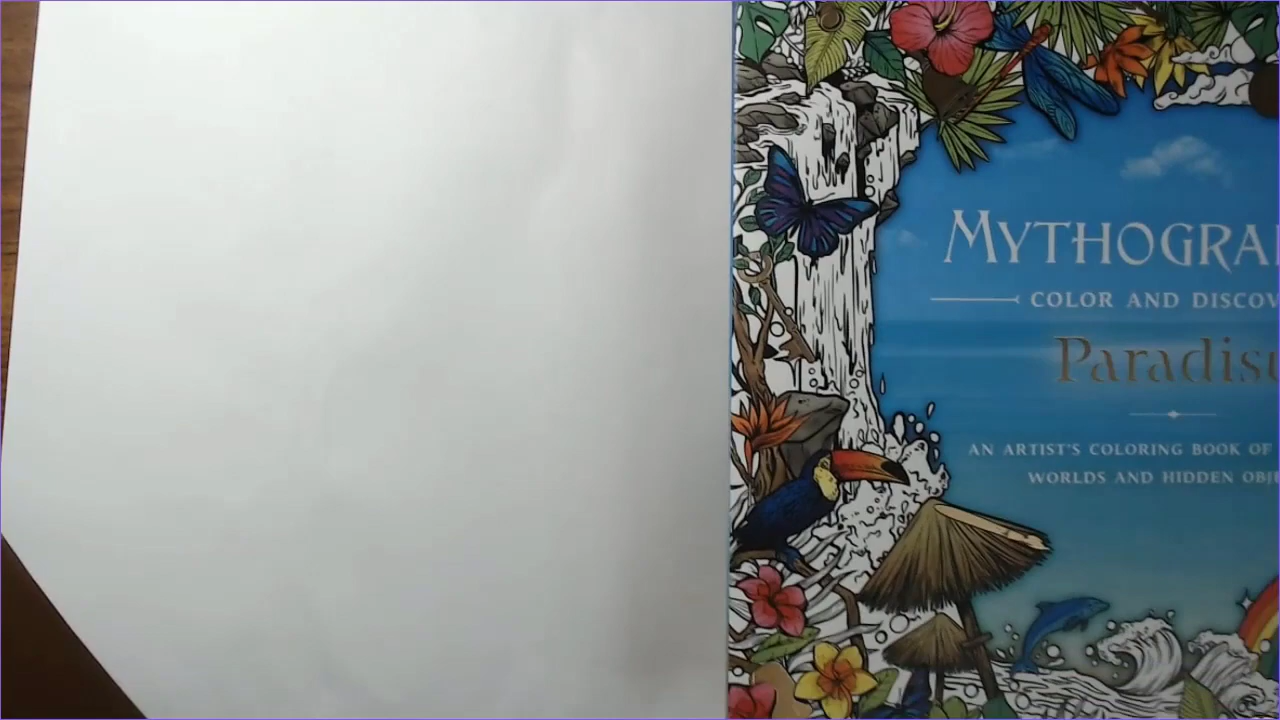 MYTHOGRA
COLOR AND DISCOV
Paradis
AN ARTIST'S COLORING BOOK OF
WORLDS AND HIDDEN OBJ